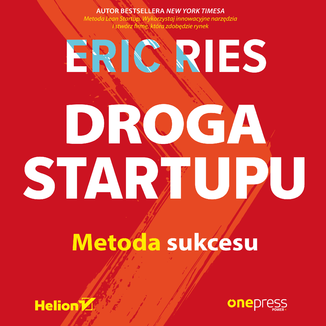 AUTOR BESTSELLERA NEW YORK TIMESA
Metoda Lean Startup. Wykorzystaj innowacyjne narzędzia
i stwórz firmę, która zdobędzie rynek
ERIC RIES
DROGA
STARTUPU
Metoda sukcesu
Helion
onepress
POWER